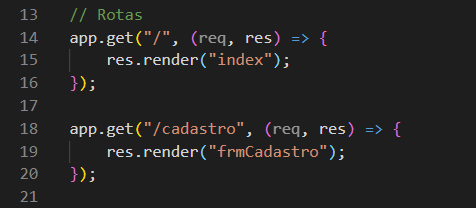 13 // Rotas
14 app.get("/", (req, res) => {
15 res.render("index");
16 });
17
18 app.get("/cadastro", (req, res) => {
19 res.render("frmCadastro");
20 });
21